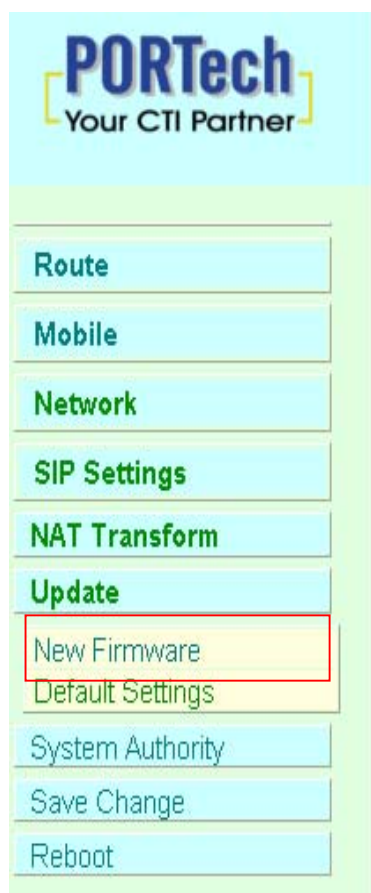 PORTech
Your CTI Partner
Route
Mobile
Network
SIP Settings
NAT Transform
Update
New Firmware
Default Settings
System Authority
Save Change
Reboot